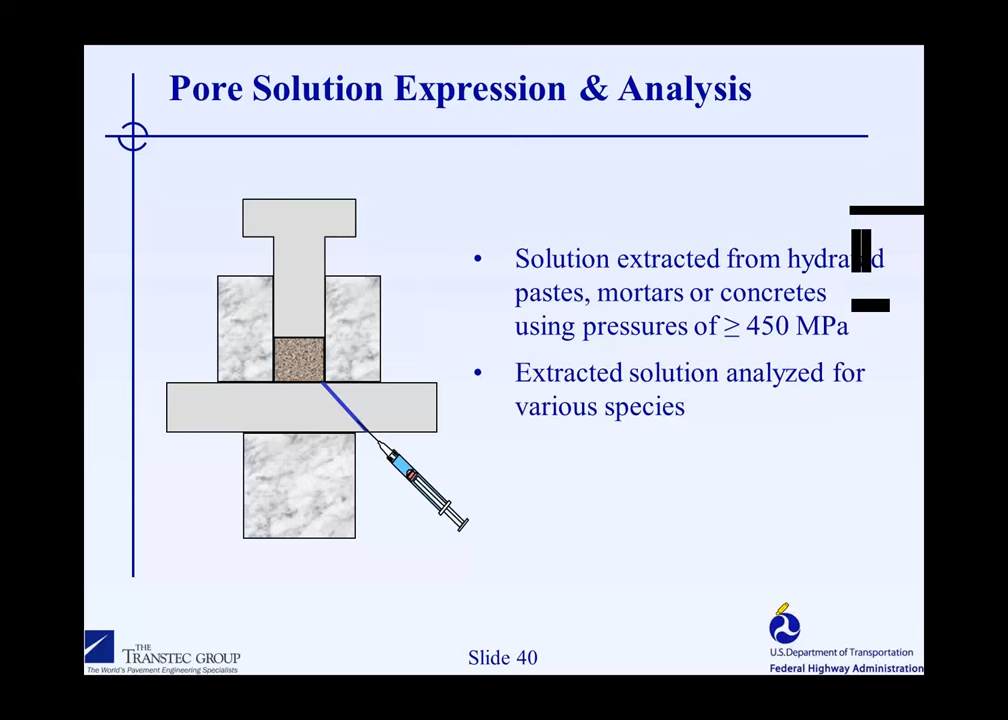 Pore Solution Expression & Analysis
• Solution extracted from hydrated
pastes, mortars or concretes
using pressures of ≥ 450 MPa
• Extracted solution analyzed for
various species
THE
TRANSTEC GROUP
The World's Pavement Engineering Specialists
Slide 40
U.S.Department of Transportation
Federal Highway Administration